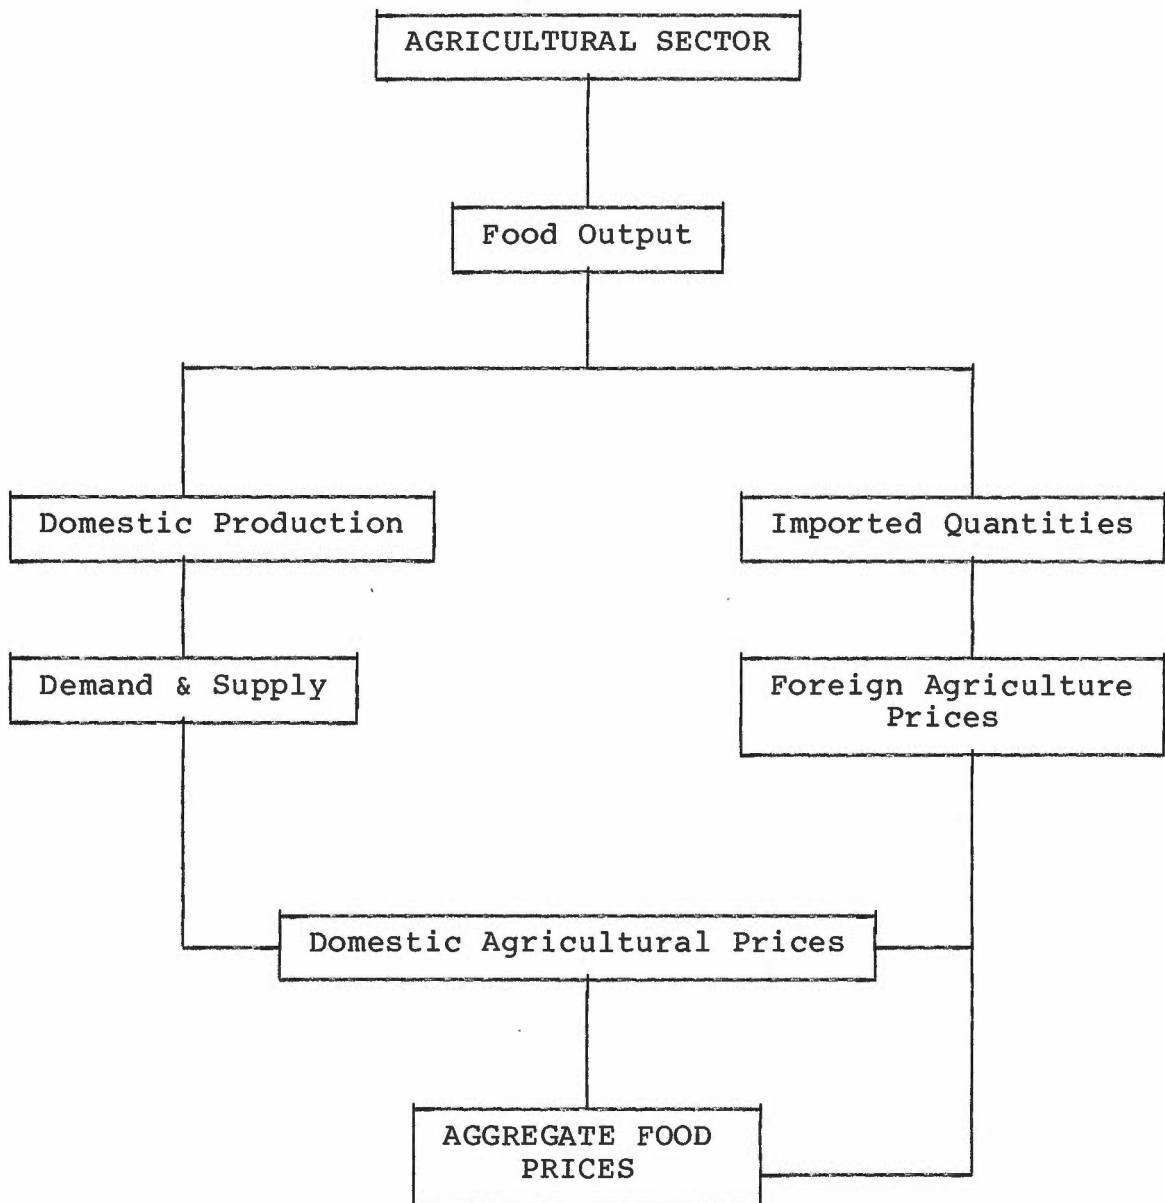 AGRICULTURAL SECTOR
Food Output
Domestic Production
Imported Quantities
Demand & Supply
Foreign Agriculture
Prices
Domestic Agricultural Prices
AGGREGATE FOOD
PRICES